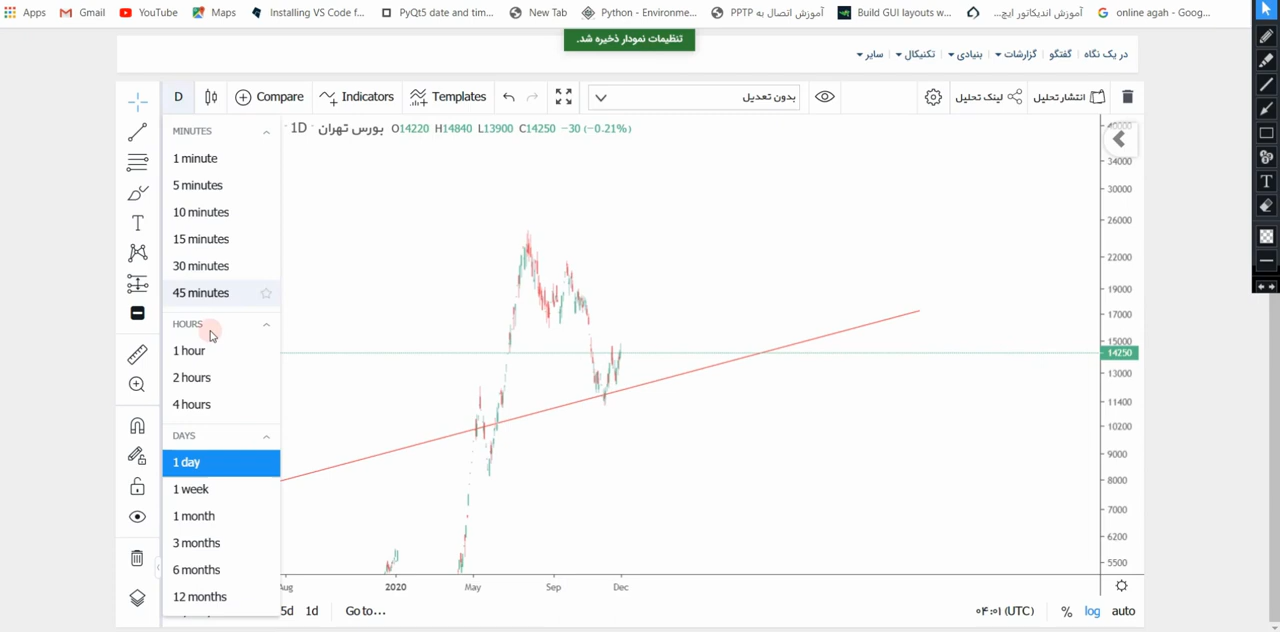 Apps Gmail YouTube Maps Installing VS Code f... PyQt5 date and tim... New Tab Python - Environme... آموزش اتصال به PPTP Build GUI layouts w... آموزش اندیکاتور ایچ... online agah - Goog...
تنظیمات نمودار ذخیره شد.
در یک نگاه گفتگو گزارشات بنیادی تکنیکال سایر
D Compare Indicators Templates بدون تعدیل لینک تحلیل انتشار تحلیل
MINUTES
1 minute
5 minutes
10 minutes
15 minutes
30 minutes
45 minutes
HOURS
1 hour
2 hours
4 hours
DAYS
1 day
1 week
1 month
3 months
6 months
12 months
بورس تهران · 1D · O14220 H14840 L13900 C14250 −30 (−0.21%)
40000
34000
30000
26000
22000
19000
17000
15000
14250
13000
11400
10200
9000
8000
7000
6200
5500
Aug 2020 May Sep Dec
5d 1d Go to... ۰۴:۰۱ (UTC) % log auto
T
T